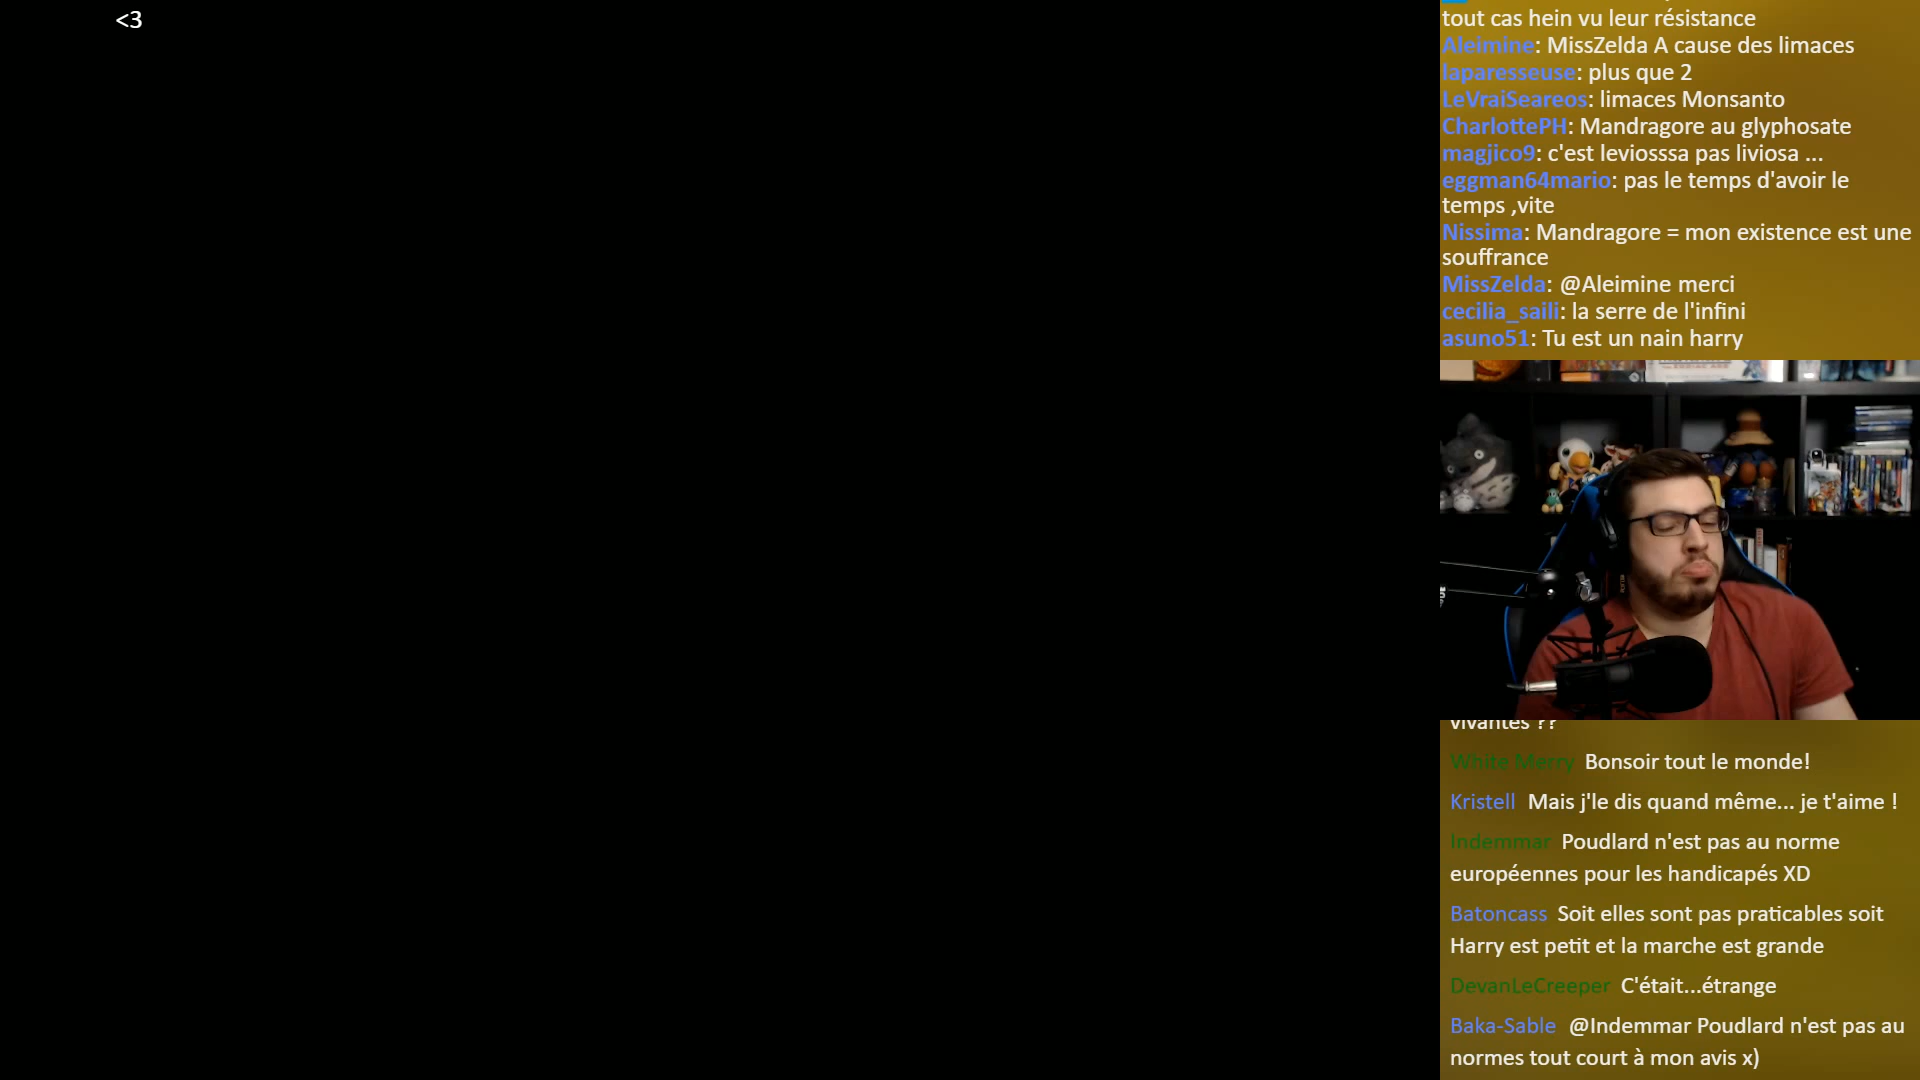 <3
tout cas hein vu leur résistance
Aleimine: MissZelda A cause des limaces
laparesseuse: plus que 2
LeVraiSeareos: limaces Monsanto
CharlottePH: Mandragore au glyphosate
magjico9: c'est leviosssa pas liviosa ...
eggman64mario: pas le temps d'avoir le
temps ,vite
Nissima: Mandragore = mon existence est une
souffrance
MissZelda: @Aleimine merci
cecilia_saili: la serre de l'infini
asuno51: Tu est un nain harry
vivantes ??
White Merry Bonsoir tout le monde!
Kristell Mais j'le dis quand même... je t'aime !
Indemmar Poudlard n'est pas au norme
européennes pour les handicapés XD
Batoncass Soit elles sont pas praticables soit
Harry est petit et la marche est grande
DevanLeCreeper C'était...étrange
Baka-Sable @Indemmar Poudlard n'est pas au
normes tout court à mon avis x)